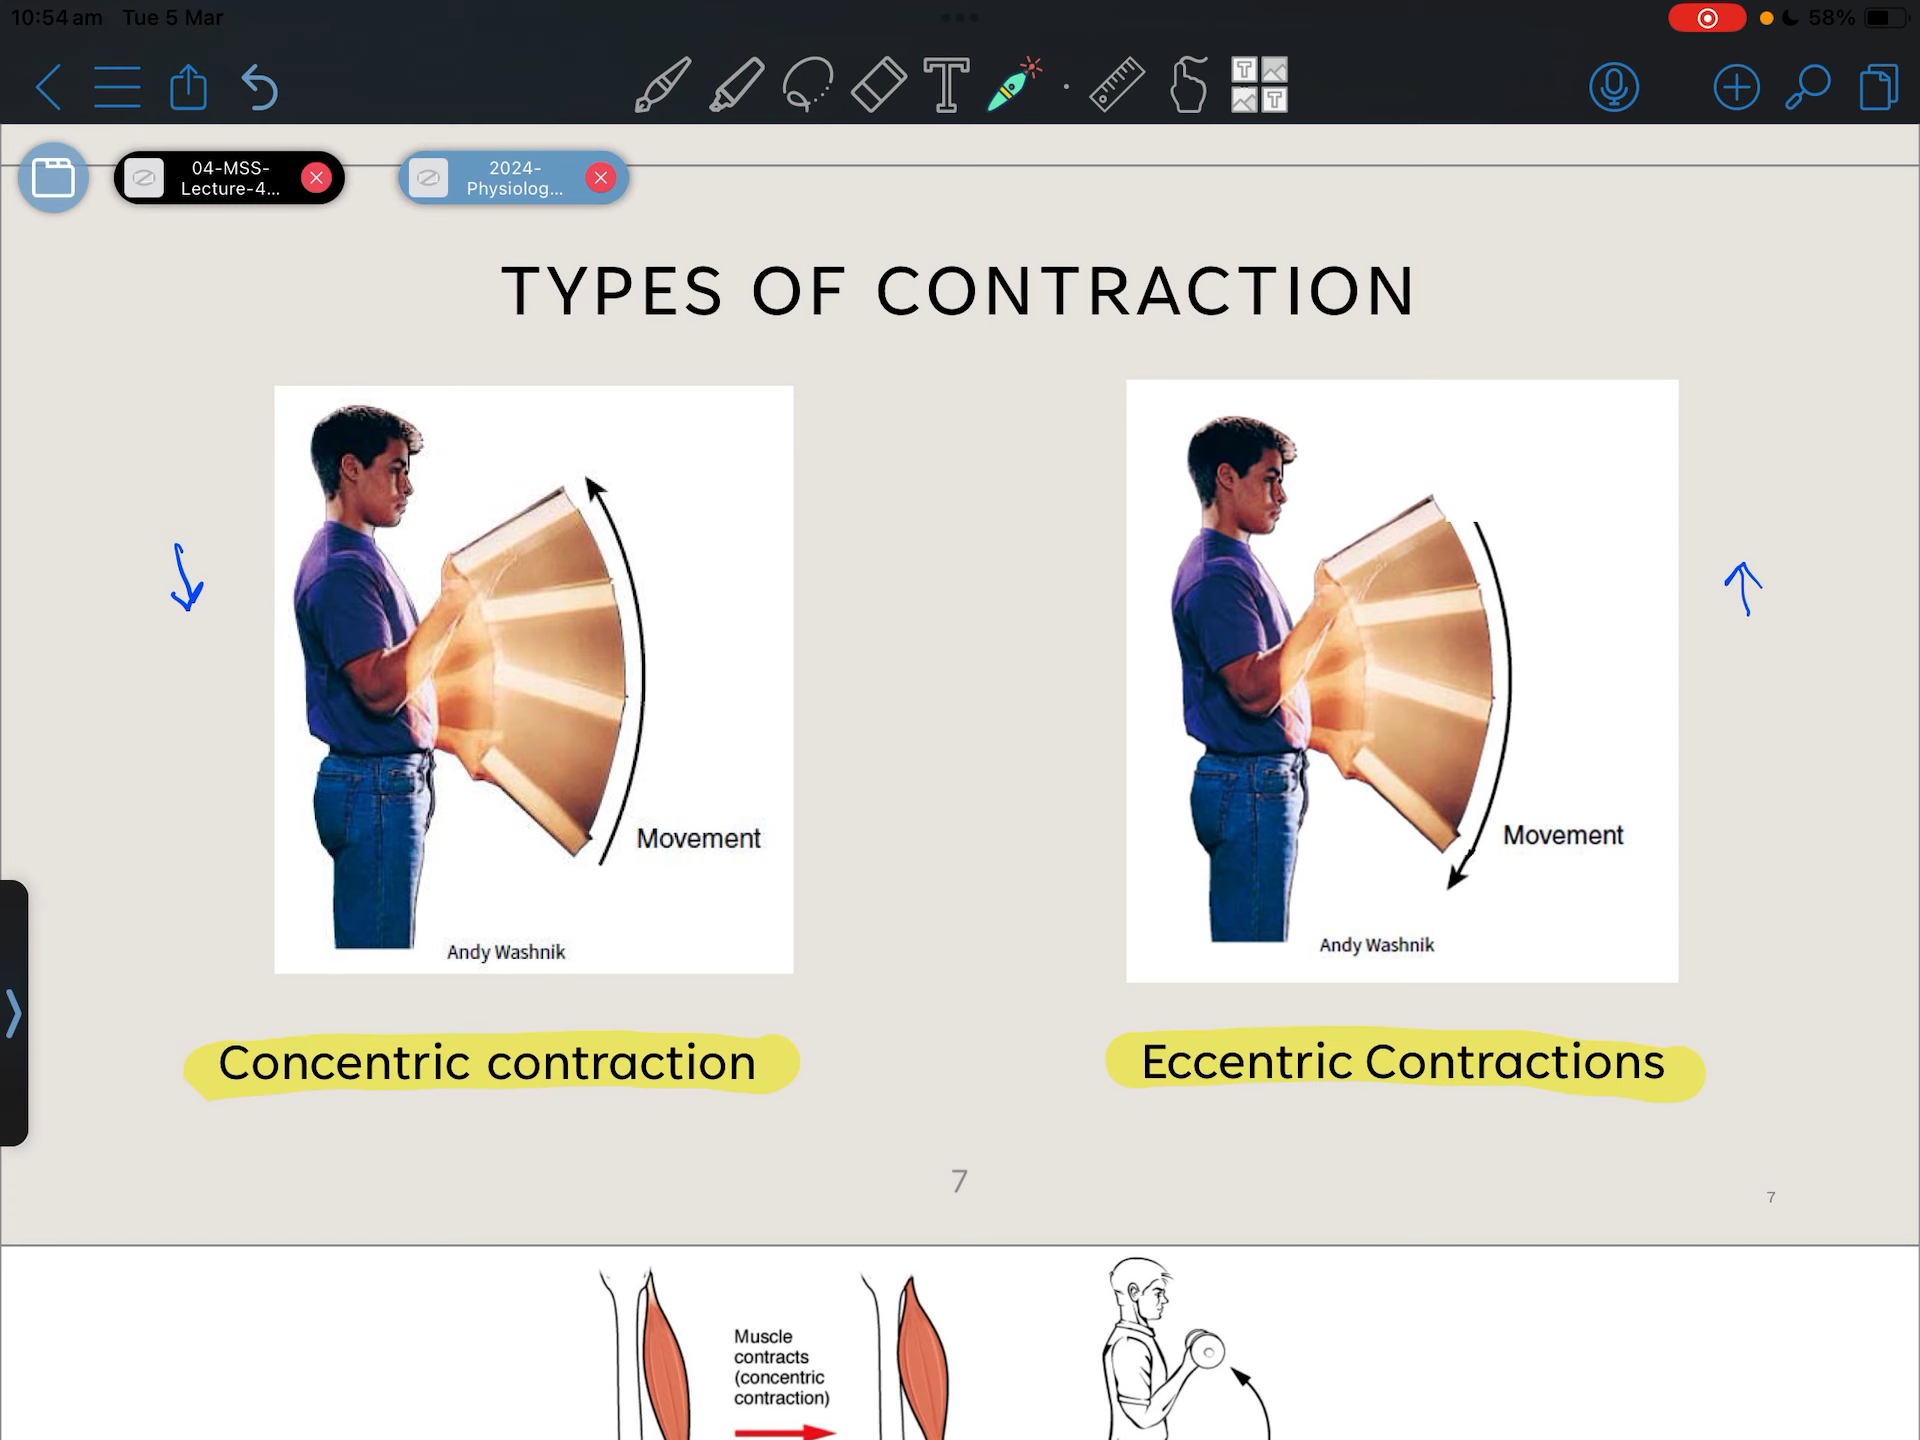 10:54 am Tue 5 Mar
58%
04-MSS-
Lecture-4...
2024-
Physiolog...
TYPES OF CONTRACTION
Movement
Andy Washnik
Movement
Andy Washnik
Concentric contraction
Eccentric Contractions
7
7
Muscle
contracts
(concentric
contraction)